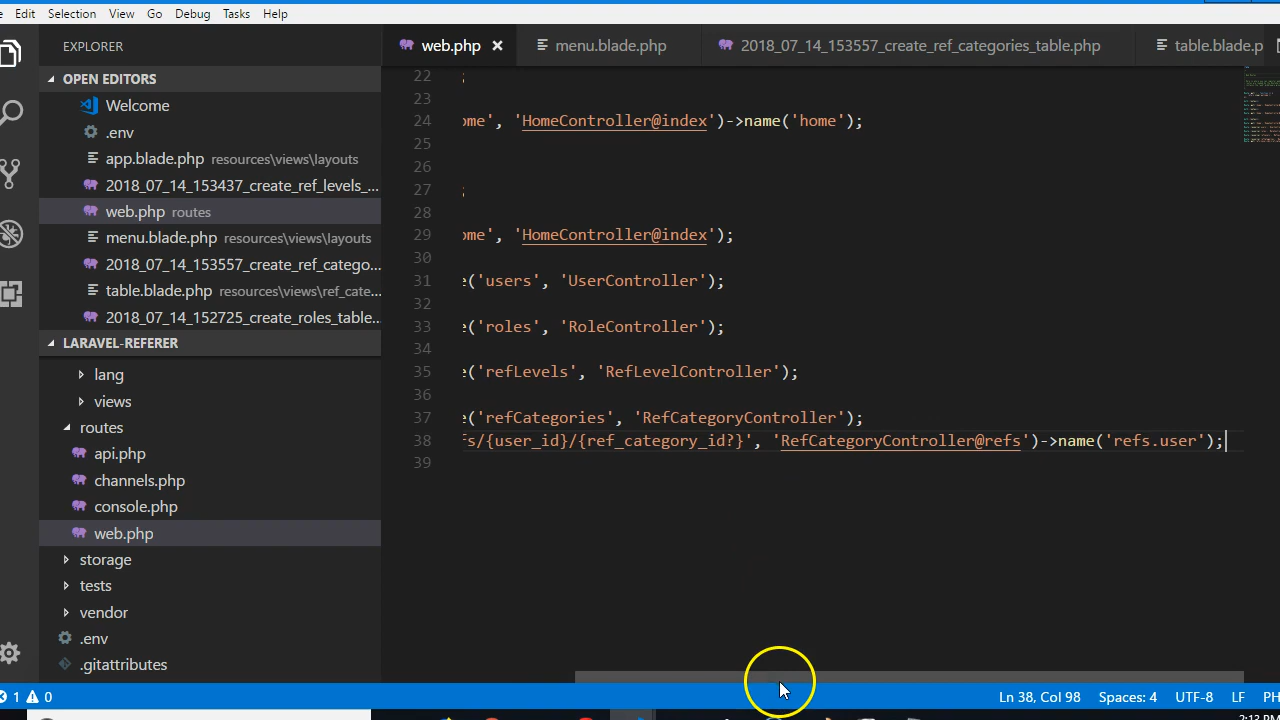 Edit Selection View Go Debug Tasks Help
EXPLORER
OPEN EDITORS
Welcome
.env
app.blade.php resources\views\layouts
2018_07_14_153437_create_ref_levels_...
web.php routes
menu.blade.php resources\views\layouts
2018_07_14_153557_create_ref_catego...
table.blade.php resources\views\ref_cate...
2018_07_14_152725_create_roles_table...
LARAVEL-REFERER
lang
views
routes
api.php
channels.php
console.php
web.php
storage
tests
vendor
.env
.gitattributes
web.php menu.blade.php 2018_07_14_153557_create_ref_categories_table.php table.blade.p
22 ;
23
24 ome', 'HomeController@index')->name('home');
25
26
27 ;
28
29 ome', 'HomeController@index');
30
31 e('users', 'UserController');
32
33 e('roles', 'RoleController');
34
35 e('refLevels', 'RefLevelController');
36
37 e('refCategories', 'RefCategoryController');
38 fs/{user_id}/{ref_category_id?}', 'RefCategoryController@refs')->name('refs.user');
39
1 0 Ln 38, Col 98 Spaces: 4 UTF-8 LF PH
2:13 PM